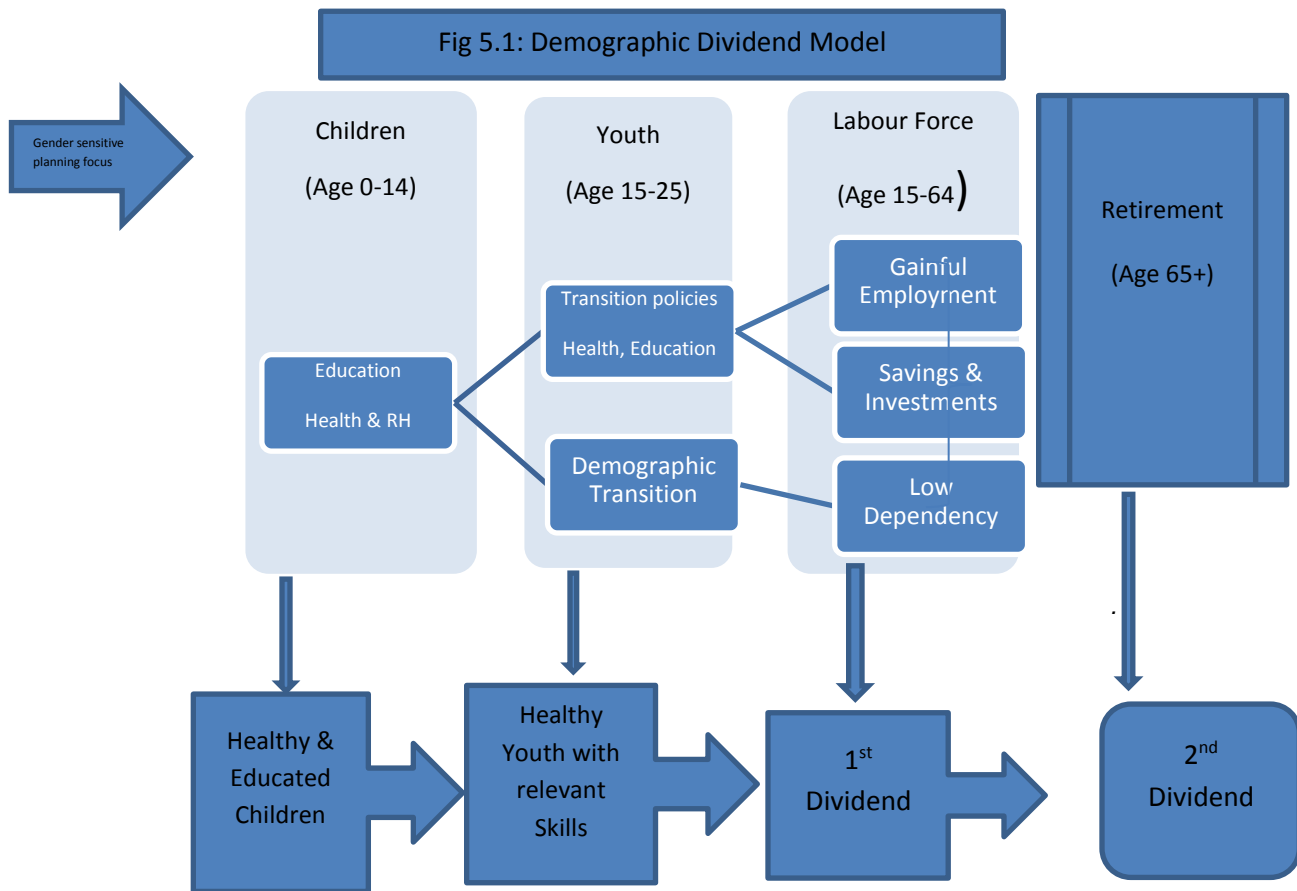 Fig 5.1: Demographic Dividend Model
Gender sensitive
planning focus
Children
(Age 0-14)
Education
Health & RH
Youth
(Age 15-25)
Transition policies
Health, Education
Demographic
Transition
Labour Force
(Age 15-64)
Gainful
Employment
Savings &
Investments
Low
Dependency
Retirement
(Age 65+)
.
Healthy &
Educated
Children
Healthy
Youth with
relevant
Skills
1st
Dividend
2nd
Dividend